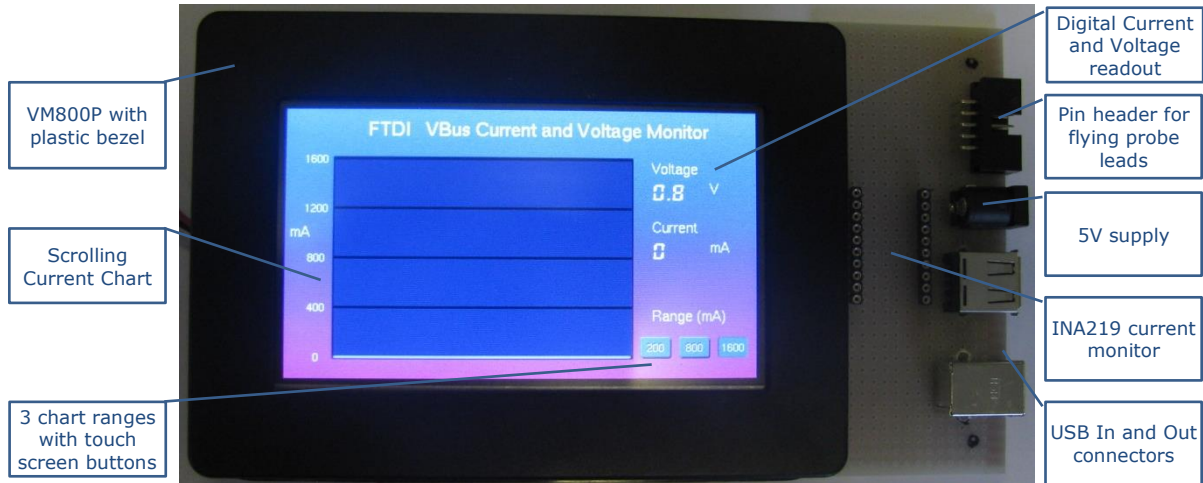 Digital Current
and Voltage
readout
VM800P with
plastic bezel
Pin header for
flying probe
leads
FTDI VBus Current and Voltage Monitor
1600
1200
mA
800
400
0
Voltage
0.8 V
Current
0 mA
Range (mA)
200 800 1600
Scrolling
Current Chart
5V supply
INA219 current
monitor
3 chart ranges
with touch
screen buttons
USB In and Out
connectors